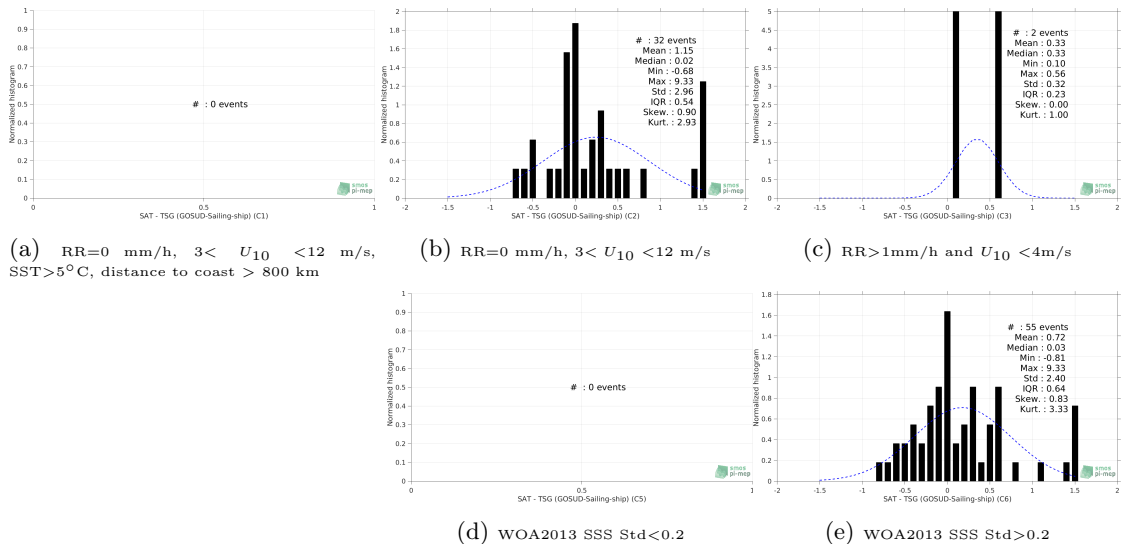 1
0.9
0.8
0.7
0.6
0.5
0.4
0.3
0.2
0.1
0
Normalized histogram
# : 0 events
smos
pi-mep
0 0.5 1
SAT - TSG (GOSUD-Sailing-ship) (C1)
2
1.8
1.6
1.4
1.2
1
0.8
0.6
0.4
0.2
0
Normalized histogram
# : 32 events
Mean : 1.15
Median : 0.02
Min : -0.68
Max : 9.33
Std : 2.96
IQR : 0.54
Skew. : 0.90
Kurt. : 2.93
smos
pi-mep
-2 -1.5 -1 -0.5 0 0.5 1 1.5 2
SAT - TSG (GOSUD-Sailing-ship) (C2)
5
4.5
4
3.5
3
2.5
2
1.5
1
0.5
0
Normalized histogram
# : 2 events
Mean : 0.33
Median : 0.33
Min : 0.10
Max : 0.56
Std : 0.32
IQR : 0.23
Skew. : 0.00
Kurt. : 1.00
smos
pi-mep
-2 -1.5 -1 -0.5 0 0.5 1 1.5 2
SAT - TSG (GOSUD-Sailing-ship) (C3)
(a) RR=0 mm/h, 3< U10 <12 m/s,
SST>5°C, distance to coast > 800 km
(b) RR=0 mm/h, 3< U10 <12 m/s
(c) RR>1mm/h and U10 <4m/s
1
0.9
0.8
0.7
0.6
0.5
0.4
0.3
0.2
0.1
0
Normalized histogram
# : 0 events
smos
pi-mep
0 0.5 1
SAT - TSG (GOSUD-Sailing-ship) (C5)
1.8
1.6
1.4
1.2
1
0.8
0.6
0.4
0.2
0
Normalized histogram
# : 55 events
Mean : 0.72
Median : 0.03
Min : -0.81
Max : 9.33
Std : 2.40
IQR : 0.64
Skew. : 0.83
Kurt. : 3.33
smos
pi-mep
-2 -1.5 -1 -0.5 0 0.5 1 1.5 2
SAT - TSG (GOSUD-Sailing-ship) (C6)
(d) WOA2013 SSS Std<0.2
(e) WOA2013 SSS Std>0.2